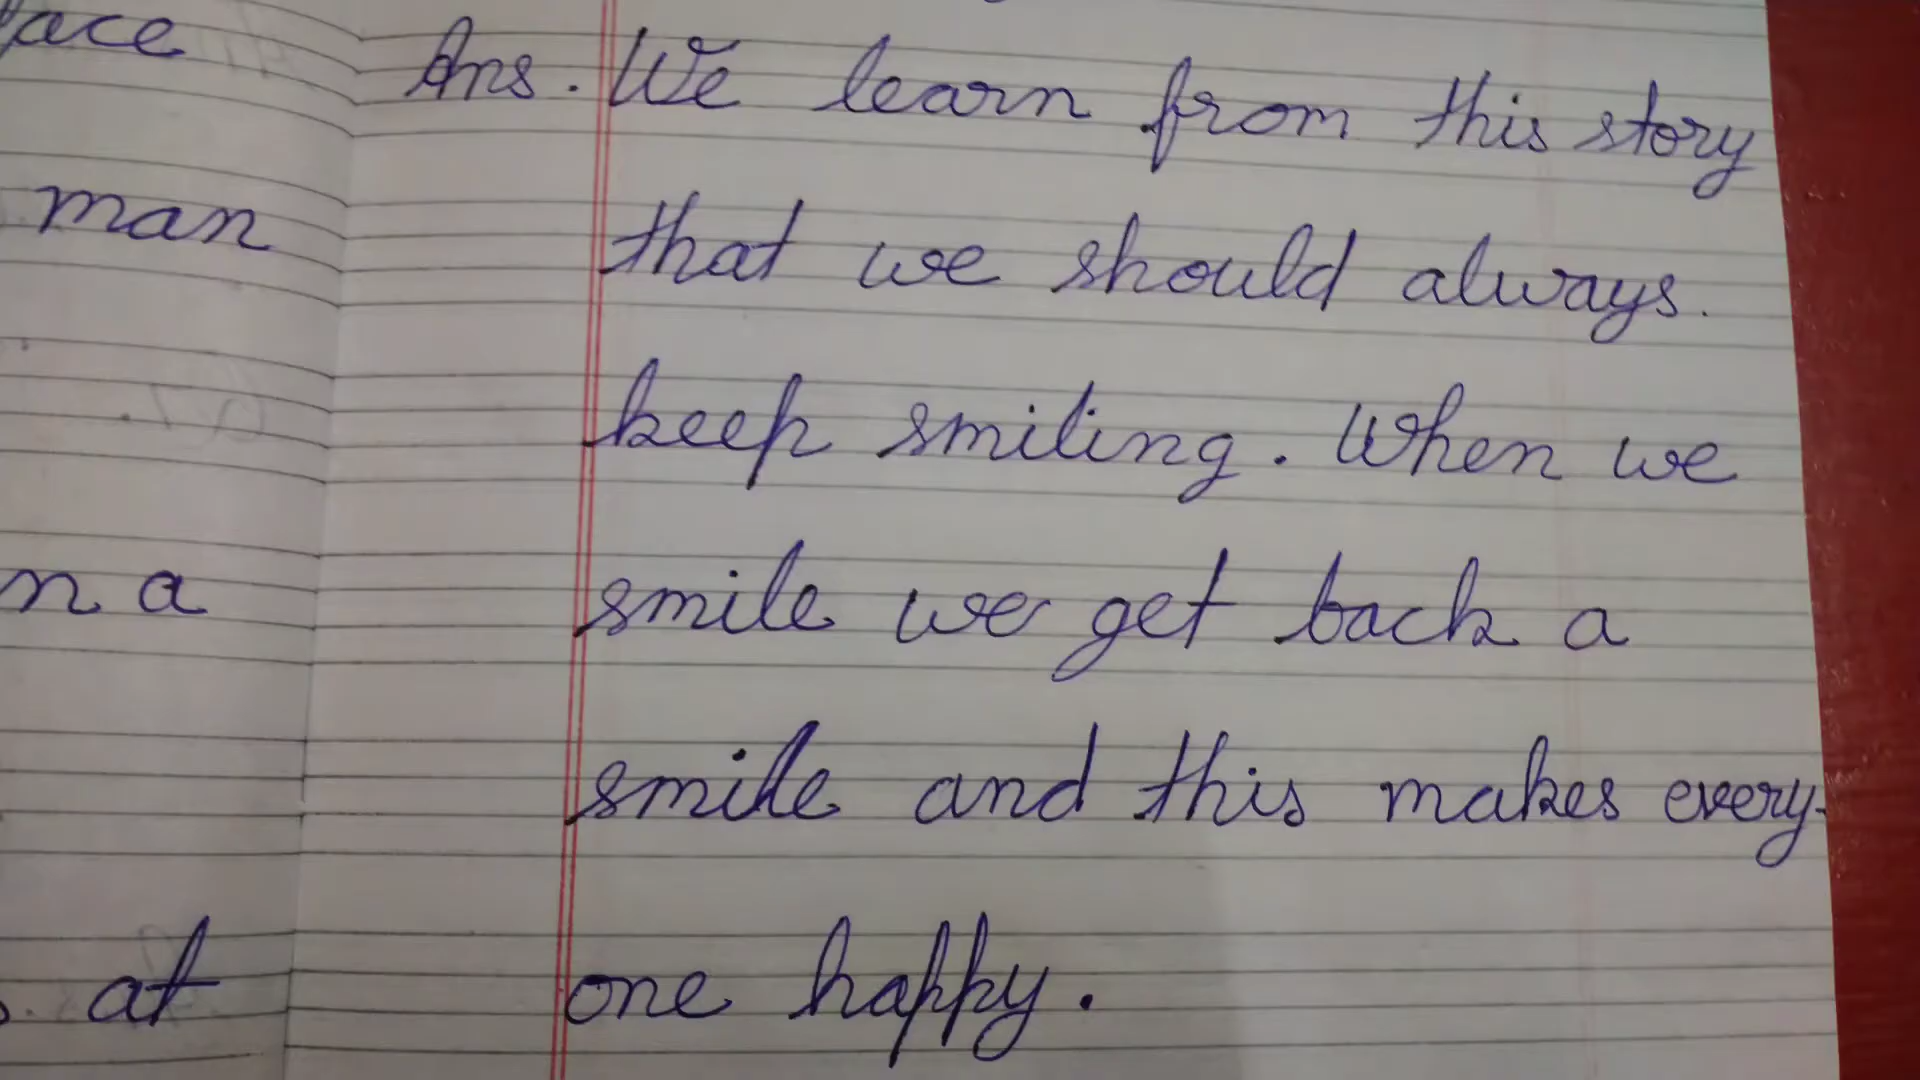 man
n a
at
Ans. We learn from this story
that we should always.
keep smiling. When we
smile we get back a
smile and this makes every-
one happy.